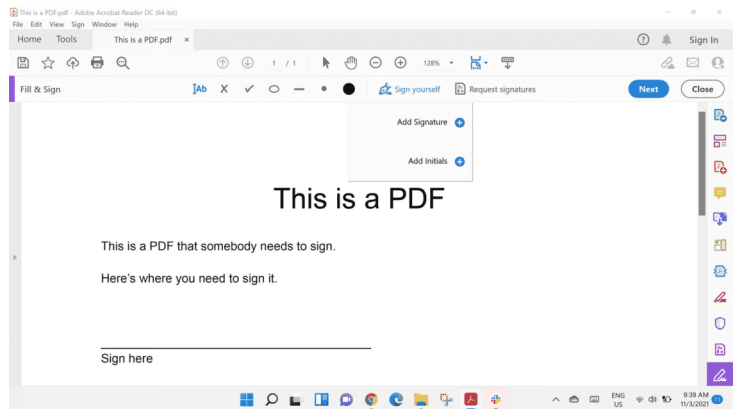 This is a PDF.pdf - Adobe Acrobat Reader DC (64-bit)
File Edit View Sign Window Help
Home Tools This is a PDF.pdf × ? Sign In
1 / 1 128%
Fill & Sign Ab Sign yourself Request signatures Next Close
Add Signature
Add Initials
This is a PDF
This is a PDF that somebody needs to sign.
Here's where you need to sign it.
Sign here
ENG 9:39 AM
US 11/3/2021